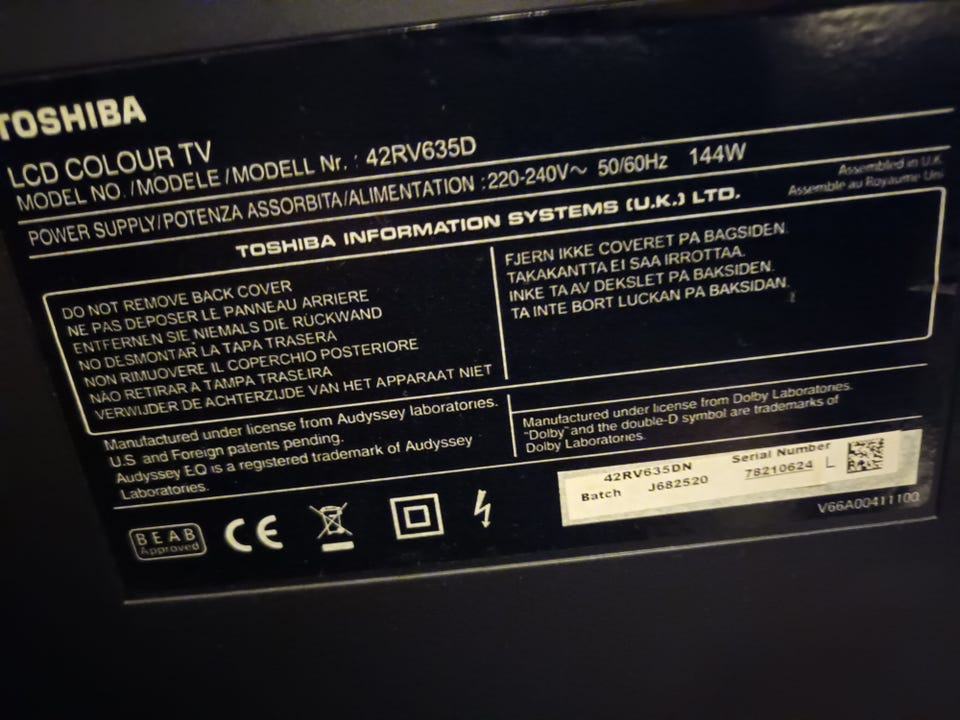 TOSHIBA
LCD COLOUR TV
MODEL NO./MODELE/MODELL Nr. : 42RV635D
POWER SUPPLY/POTENZA ASSORBITA/ALIMENTATION :220-240V~ 50/60Hz 144W
Assembled in U.K.
Assemble au Royaume Uni
TOSHIBA INFORMATION SYSTEMS (U.K.) LTD.
DO NOT REMOVE BACK COVER
NE PAS DEPOSER LE PANNEAU ARRIERE
ENTFERNEN SIE NIEMALS DIE RÜCKWAND
NO DESMONTAR LA TAPA TRASERA
NON RIMUOVERE IL COPERCHIO POSTERIORE
NÃO RETIRAR A TAMPA TRASEIRA
VERWIJDER DE ACHTERZIJDE VAN HET APPARAAT NIET
FJERN IKKE COVERET PÅ BAGSIDEN.
TAKAKANTTA EI SAA IRROTTAA.
INKE TA AV DEKSLET PÅ BAKSIDEN.
TA INTE BORT LUCKAN PÅ BAKSIDAN.
Manufactured under license from Audyssey laboratories.
U.S and Foreign patents pending.
Audyssey EQ is a registered trademark of Audyssey
Laboratories.
Manufactured under license from Dolby Laboratories.
"Dolby" and the double-D symbol are trademarks of
Dolby Laboratories.
42RV635DN
Batch J682520
Serial Number
78210624 L
V66A00411100
BEAB
Approved
CE